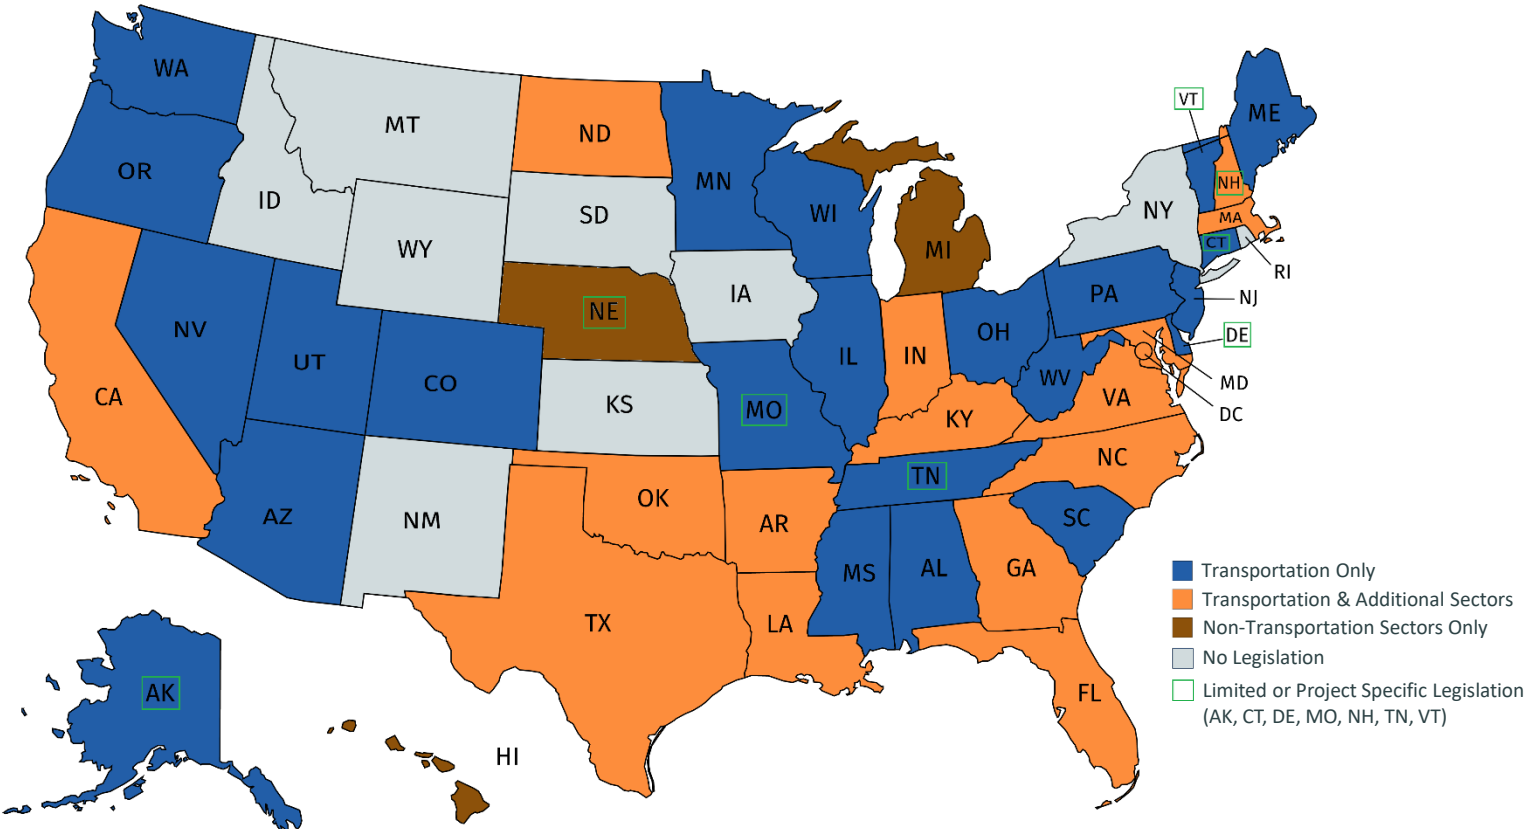 WA
VT
ME
MT
ND
OR
MN
NH
ID
SD
WI
NY
MA
WY
CT
MI
RI
IA
PA
NJ
NE
NV
OH
DE
UT
IL
IN
CO
WV
MD
CA
KS
MO
VA
DC
KY
NC
TN
OK
AZ
NM
AR
SC
MS
AL
GA
Transportation Only
Transportation & Additional Sectors
TX
LA
Non-Transportation Sectors Only
No Legislation
AK
FL
Limited or Project Specific Legislation
(AK, CT, DE, MO, NH, TN, VT)
HI